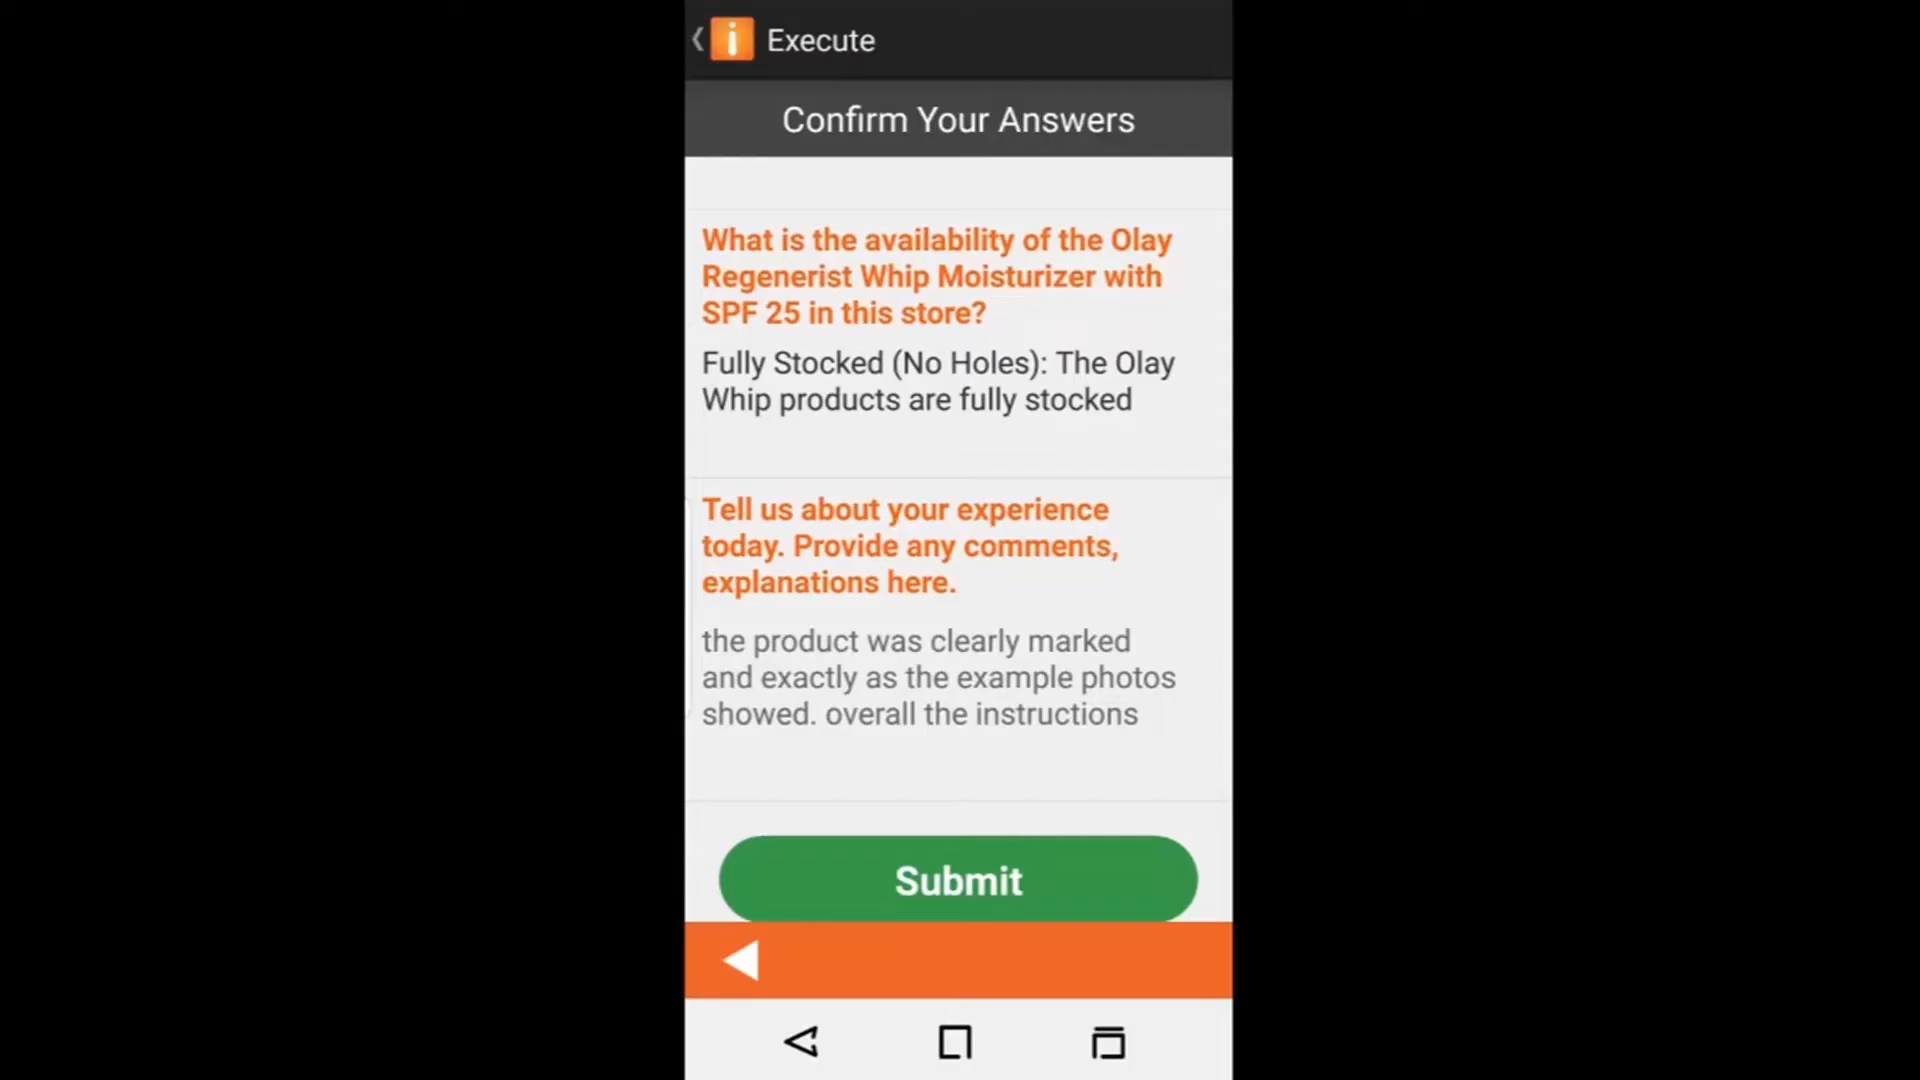 Execute
Confirm Your Answers
What is the availability of the Olay
Regenerist Whip Moisturizer with
SPF 25 in this store?
Fully Stocked (No Holes): The Olay
Whip products are fully stocked
Tell us about your experience
today. Provide any comments,
explanations here.
the product was clearly marked
and exactly as the example photos
showed. overall the instructions
Submit